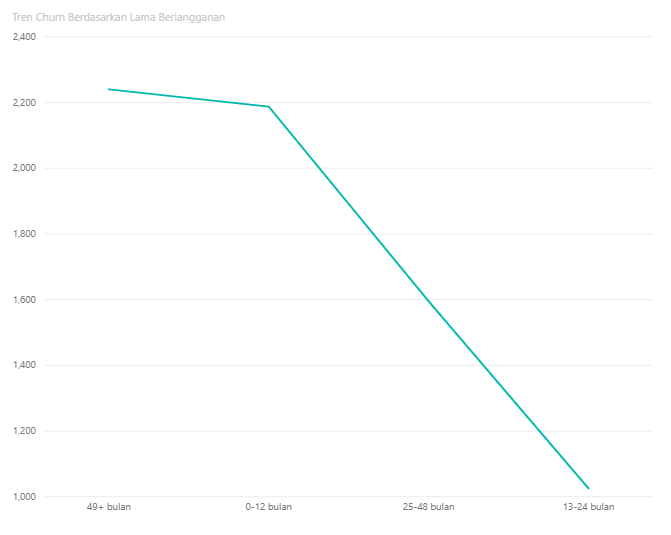 Tren Churn Berdasarkan Lama Berlangganan
2,400
2,200
2,000
1,800
1,600
1,400
1,200
1,000
49+ bulan
0-12 bulan
25-48 bulan
13-24 bulan